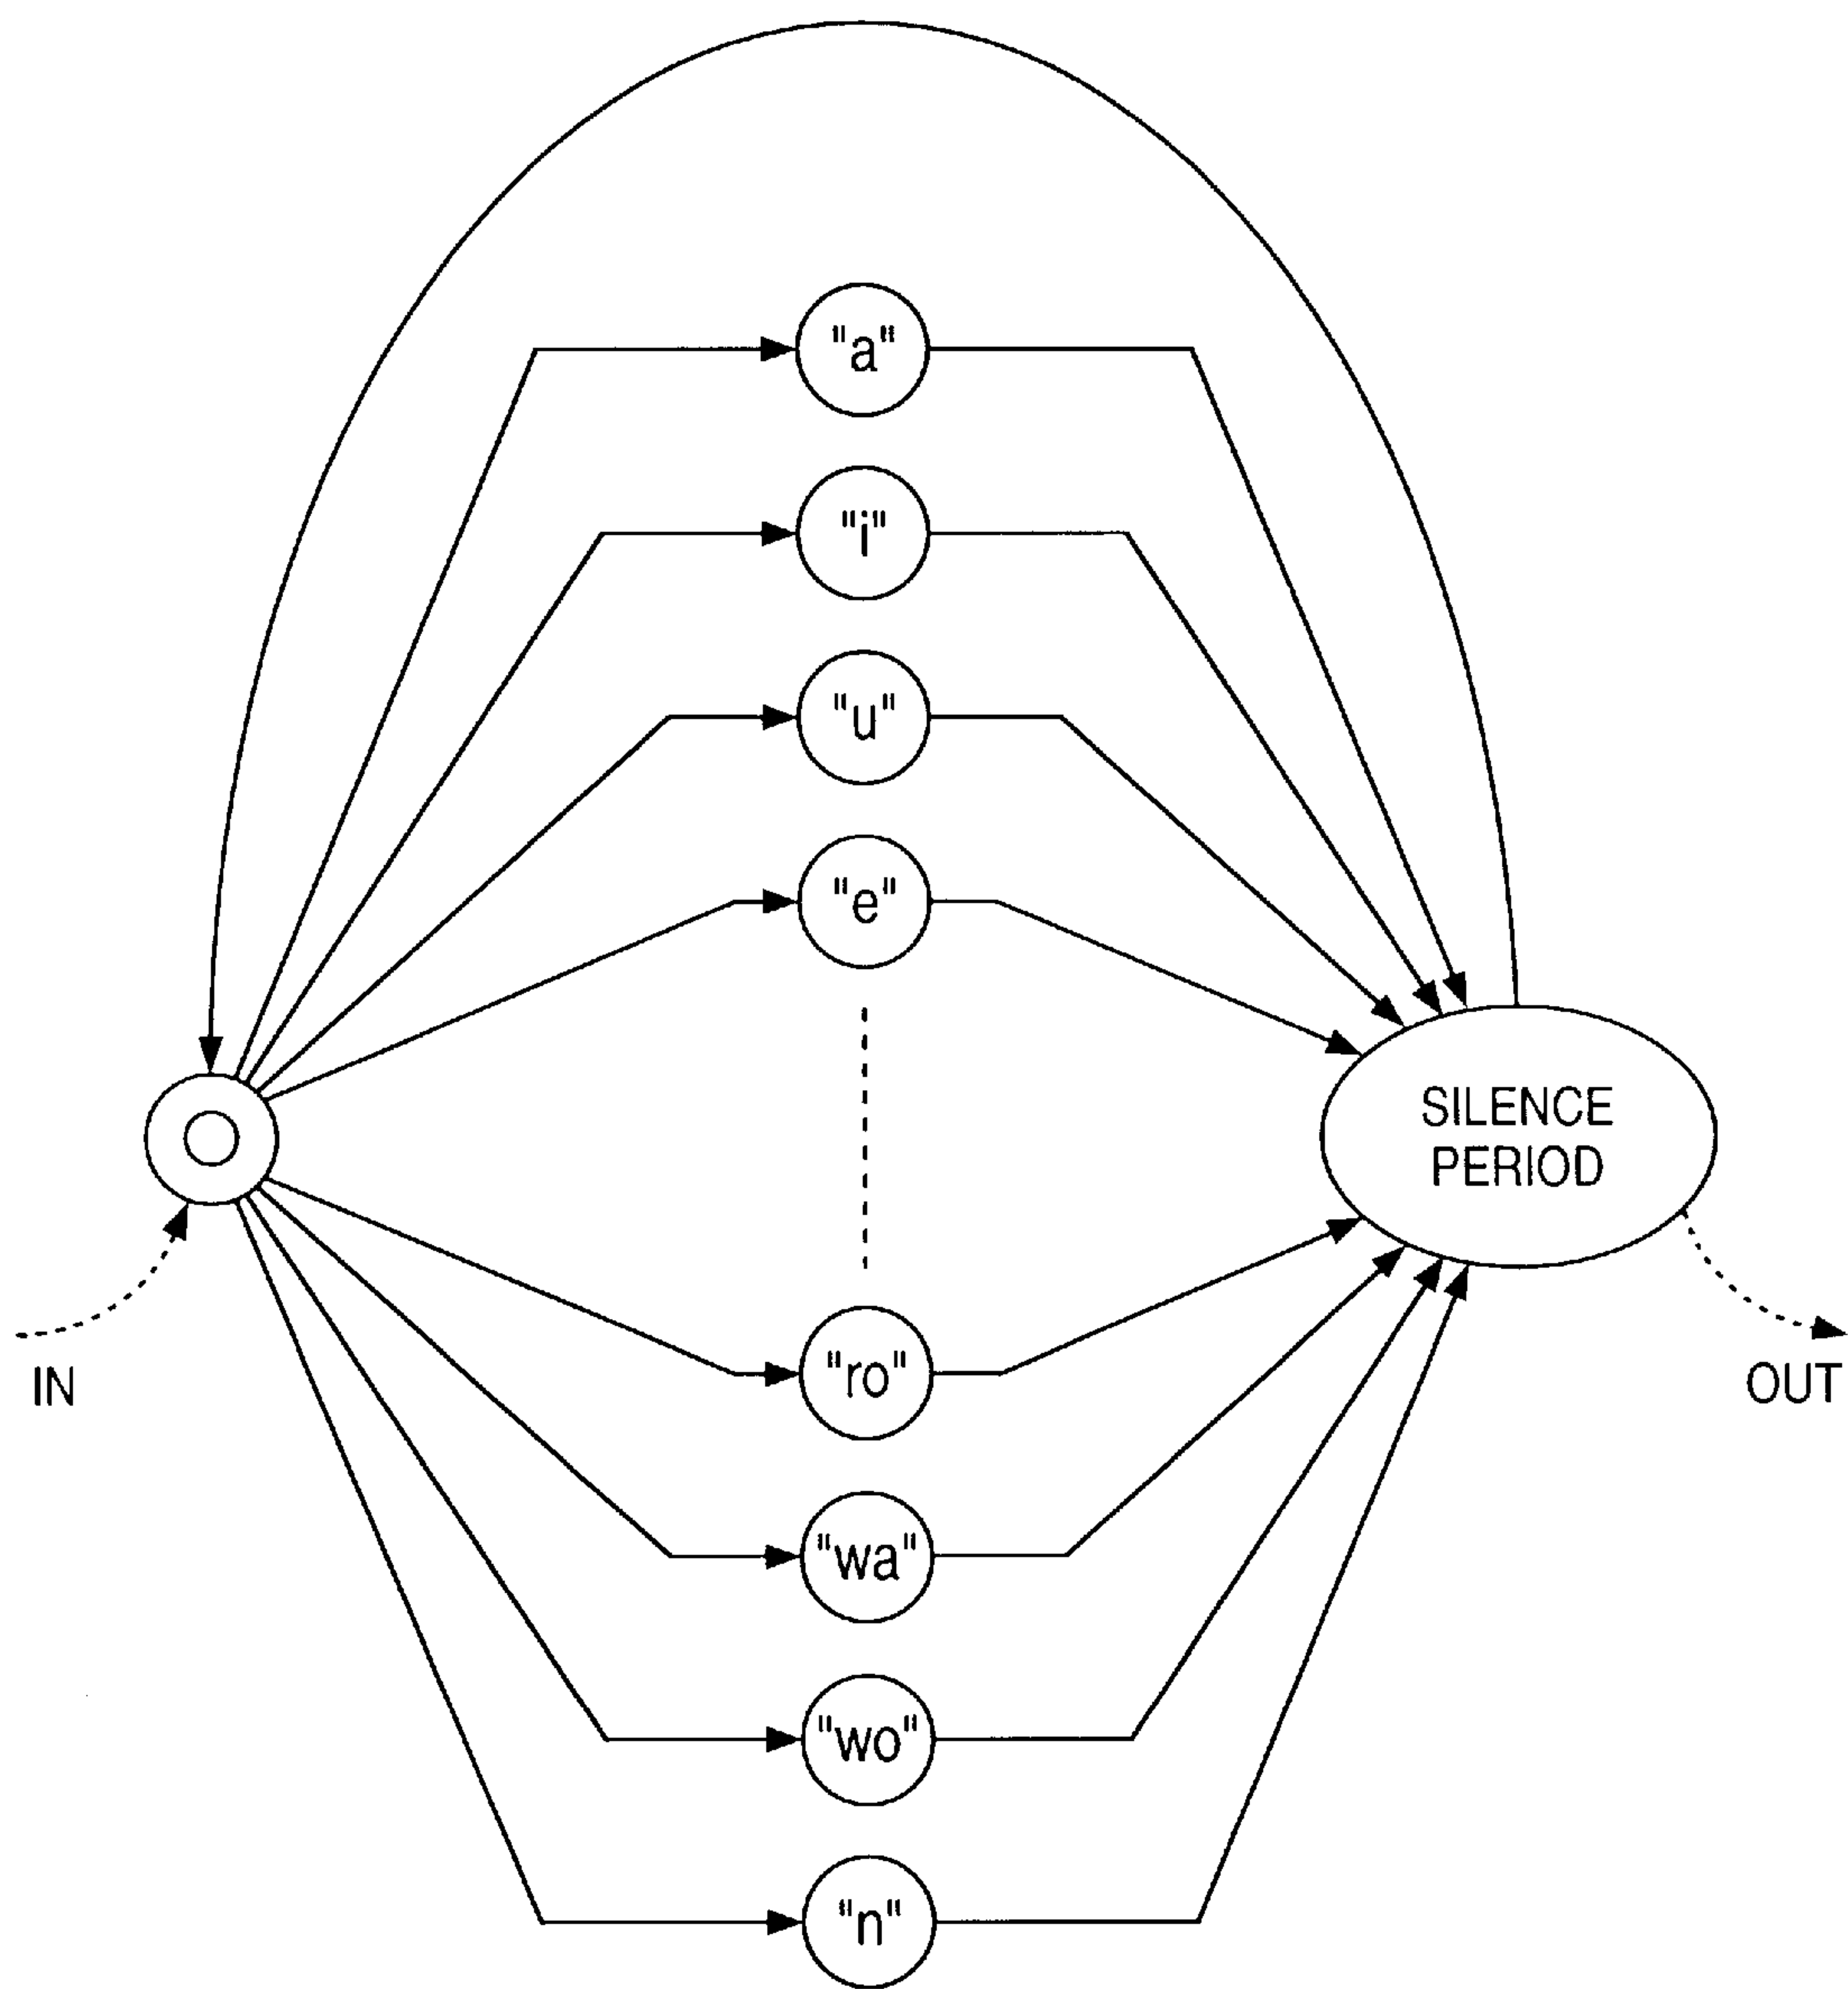 "a"
"i"
"u"
"e"
SILENCE
PERIOD
IN
"ro"
OUT
"wa"
"wo"
"n"